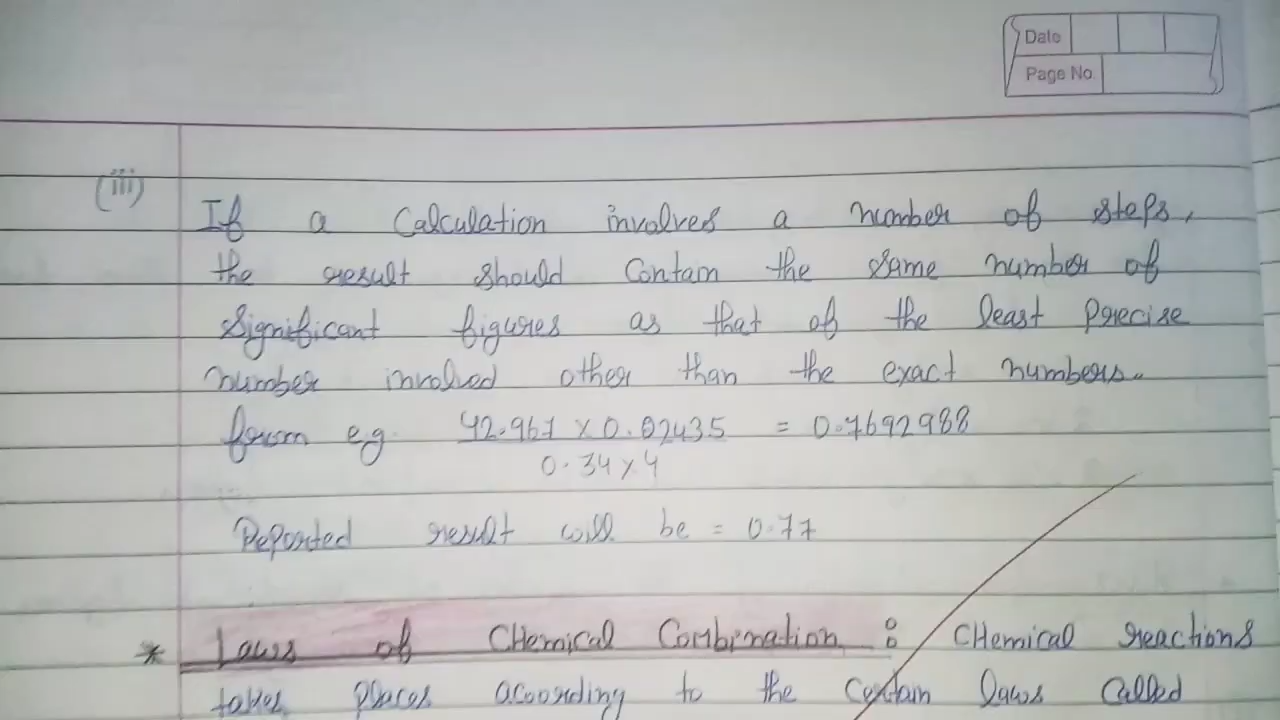 Date
Page No.
(iii)
If a Calculation involves a number of steps,
the result should Contain the same number of
Significant figures as that of the least Precise
number involved other than the exact numbers.
forom eg. 42.967 x 0.02435 = 0.7692988
0.34 x 4
Reported result will be = 0.77
* Laws of CHemical Combination : CHemical reactions
takes places according to the Certain laws Called